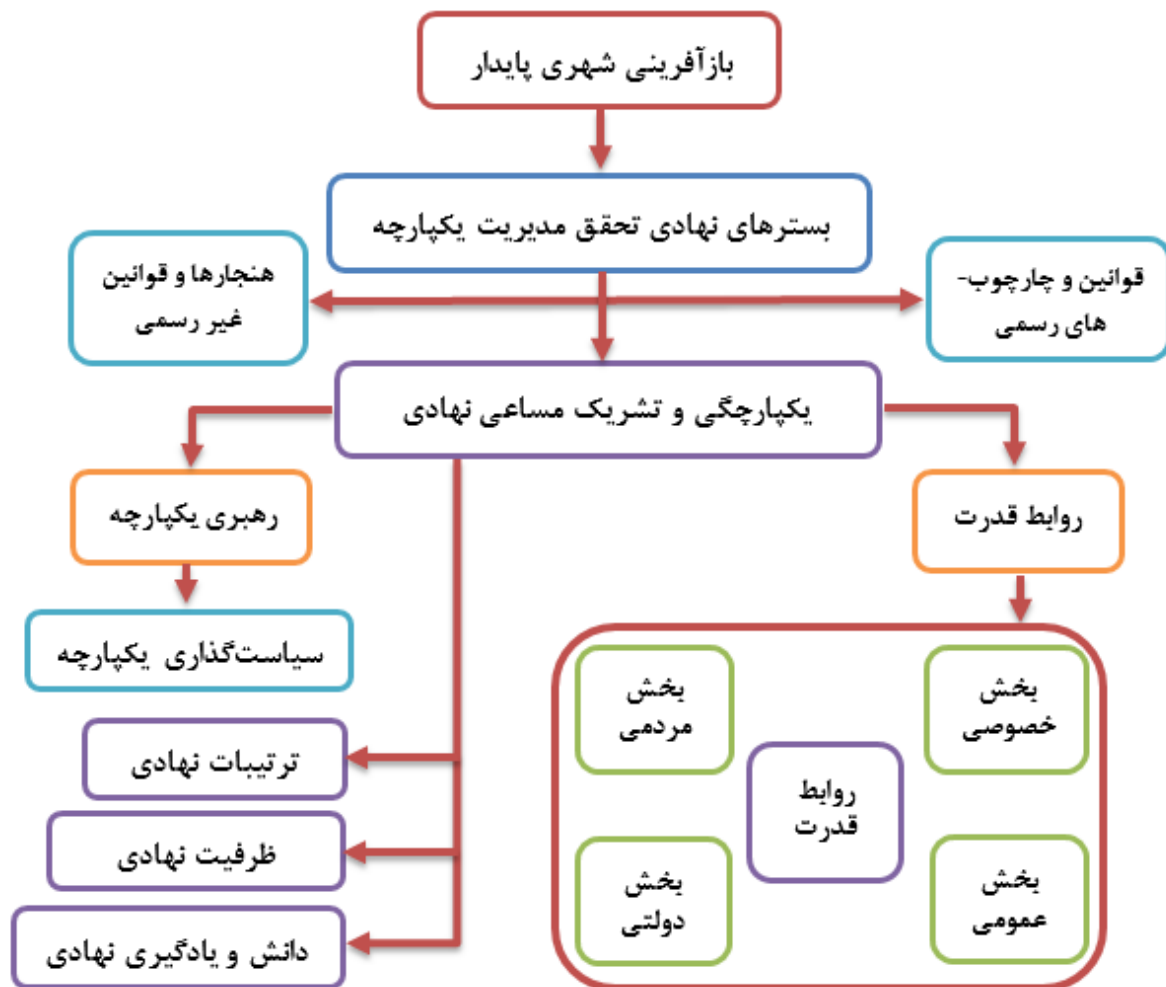 بازآفرینی شهری پایدار
بسترهای نهادی تحقق مدیریت یکپارچه
قوانین و چارچوب-
های رسمی
هنجارها و قوانین
غیر رسمی
یکپارچگی و تشریک مساعی نهادی
روابط قدرت
رهبری یکپارچه
سیاست‌گذاری یکپارچه
بخش
خصوصی
بخش
مردمی
روابط
قدرت
بخش
عمومی
بخش
دولتی
ترتیبات نهادی
ظرفیت نهادی
دانش و یادگیری نهادی